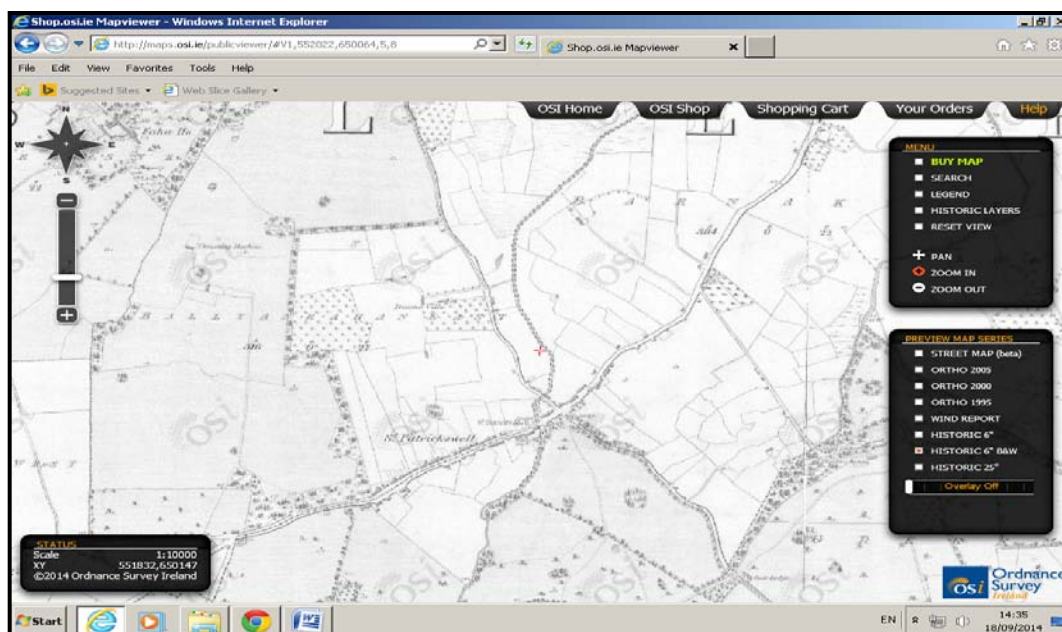 Shop.osi.ie Mapviewer - Windows Internet Explorer
http://maps.osi.ie/publicviewer/#V1,552022,650064,5,8
Shop.osi.ie Mapviewer
File Edit View Favorites Tools Help
Suggested Sites Web Slice Gallery
OSI Home OSI Shop Shopping Cart Your Orders Help
N
W E
S
MENU
BUY MAP
SEARCH
LEGEND
HISTORIC LAYERS
RESET VIEW
PAN
ZOOM IN
ZOOM OUT
PREVIEW MAP SERIES
STREET MAP (beta)
ORTHO 2005
ORTHO 2000
ORTHO 1995
WIND REPORT
HISTORIC 6"
HISTORIC 6" B&W
HISTORIC 25"
Overlay Off
St. Patrickswell
STATUS
Scale 1:10000
XY 551832,650147
©2014 Ordnance Survey Ireland
osi Ordnance
Survey
Ireland
Start
EN 14:35
18/09/2014